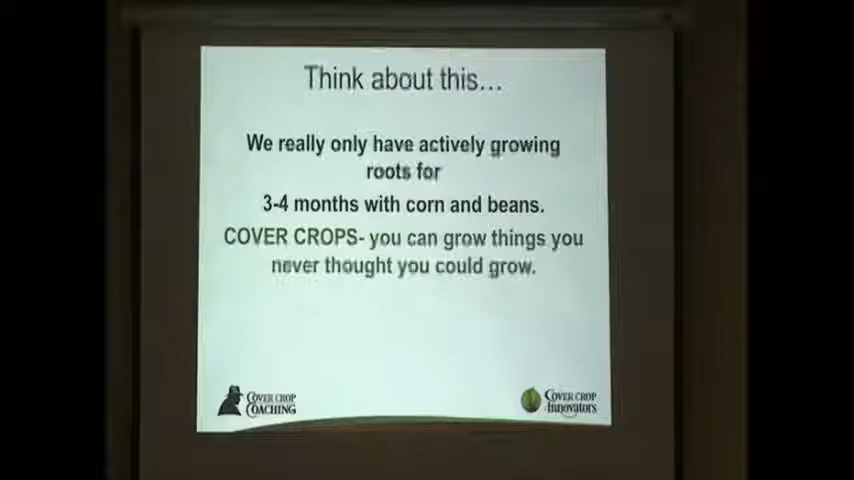 Think about this...
We really only have actively growing
roots for
3-4 months with corn and beans.
COVER CROPS- you can grow things you
never thought you could grow.
COVER CROP
COACHING
COVER CROP
Innovators